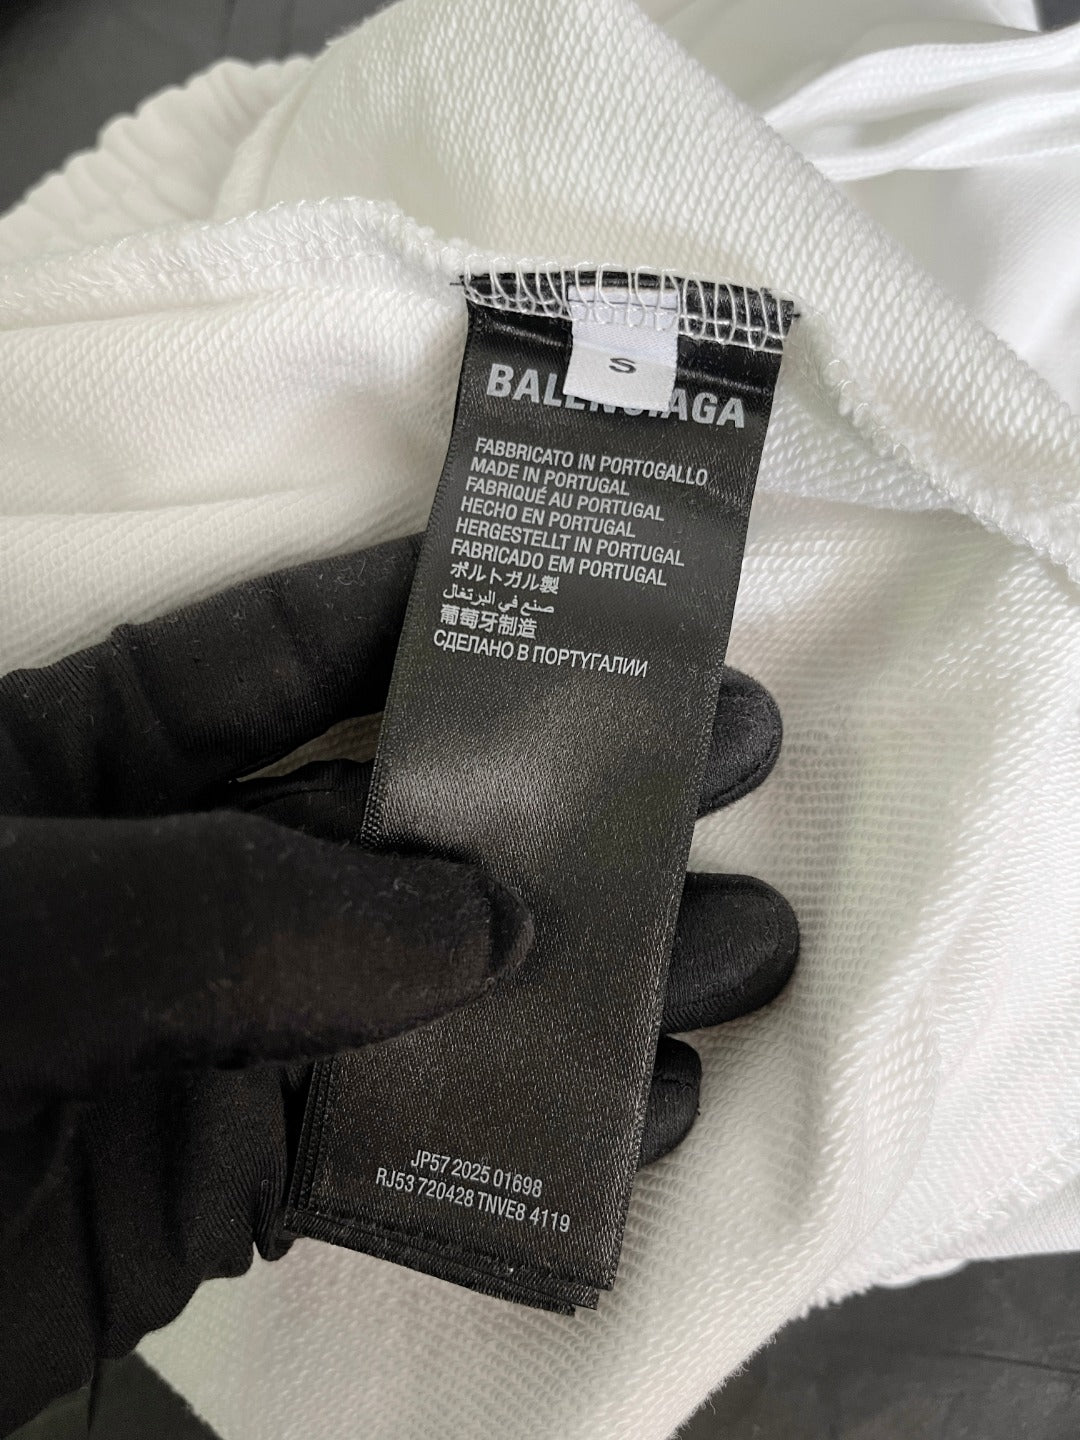 S
BALENCIAGA
FABBRICATO IN PORTOGALLO
MADE IN PORTUGAL
FABRIQUÉ AU PORTUGAL
HECHO EN PORTUGAL
HERGESTELLT IN PORTUGAL
FABRICADO EM PORTUGAL
ポルトガル製
صنع في البرتغال
葡萄牙制造
СДЕЛАНО В ПОРТУГАЛИИ
JP57 2025 01698
RJ53 720428 TNVE8 4119